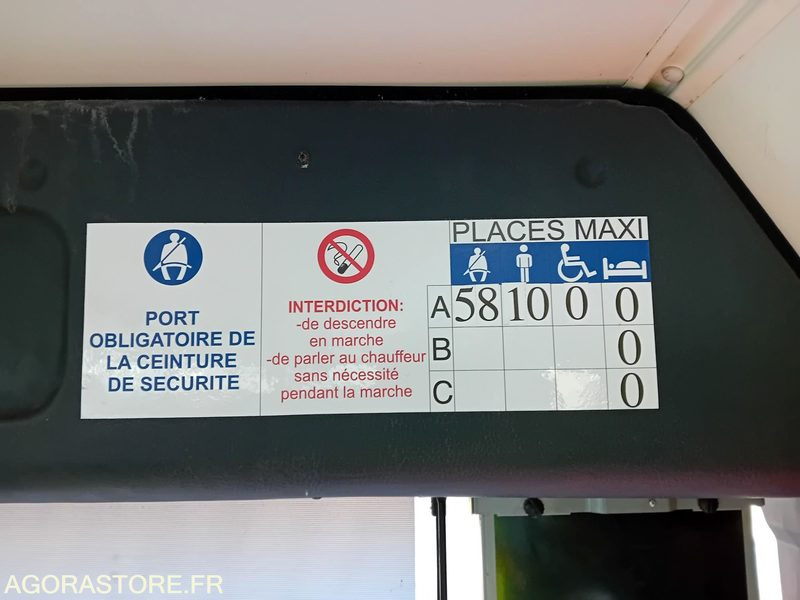 PORT
OBLIGATOIRE DE
LA CEINTURE
DE SECURITE
INTERDICTION:
-de descendre
en marche
-de parler au chauffeur
sans nécessité
pendant la marche
PLACES MAXI
A 58 10 0 0
B 0
C 0
AGORASTORE.FR